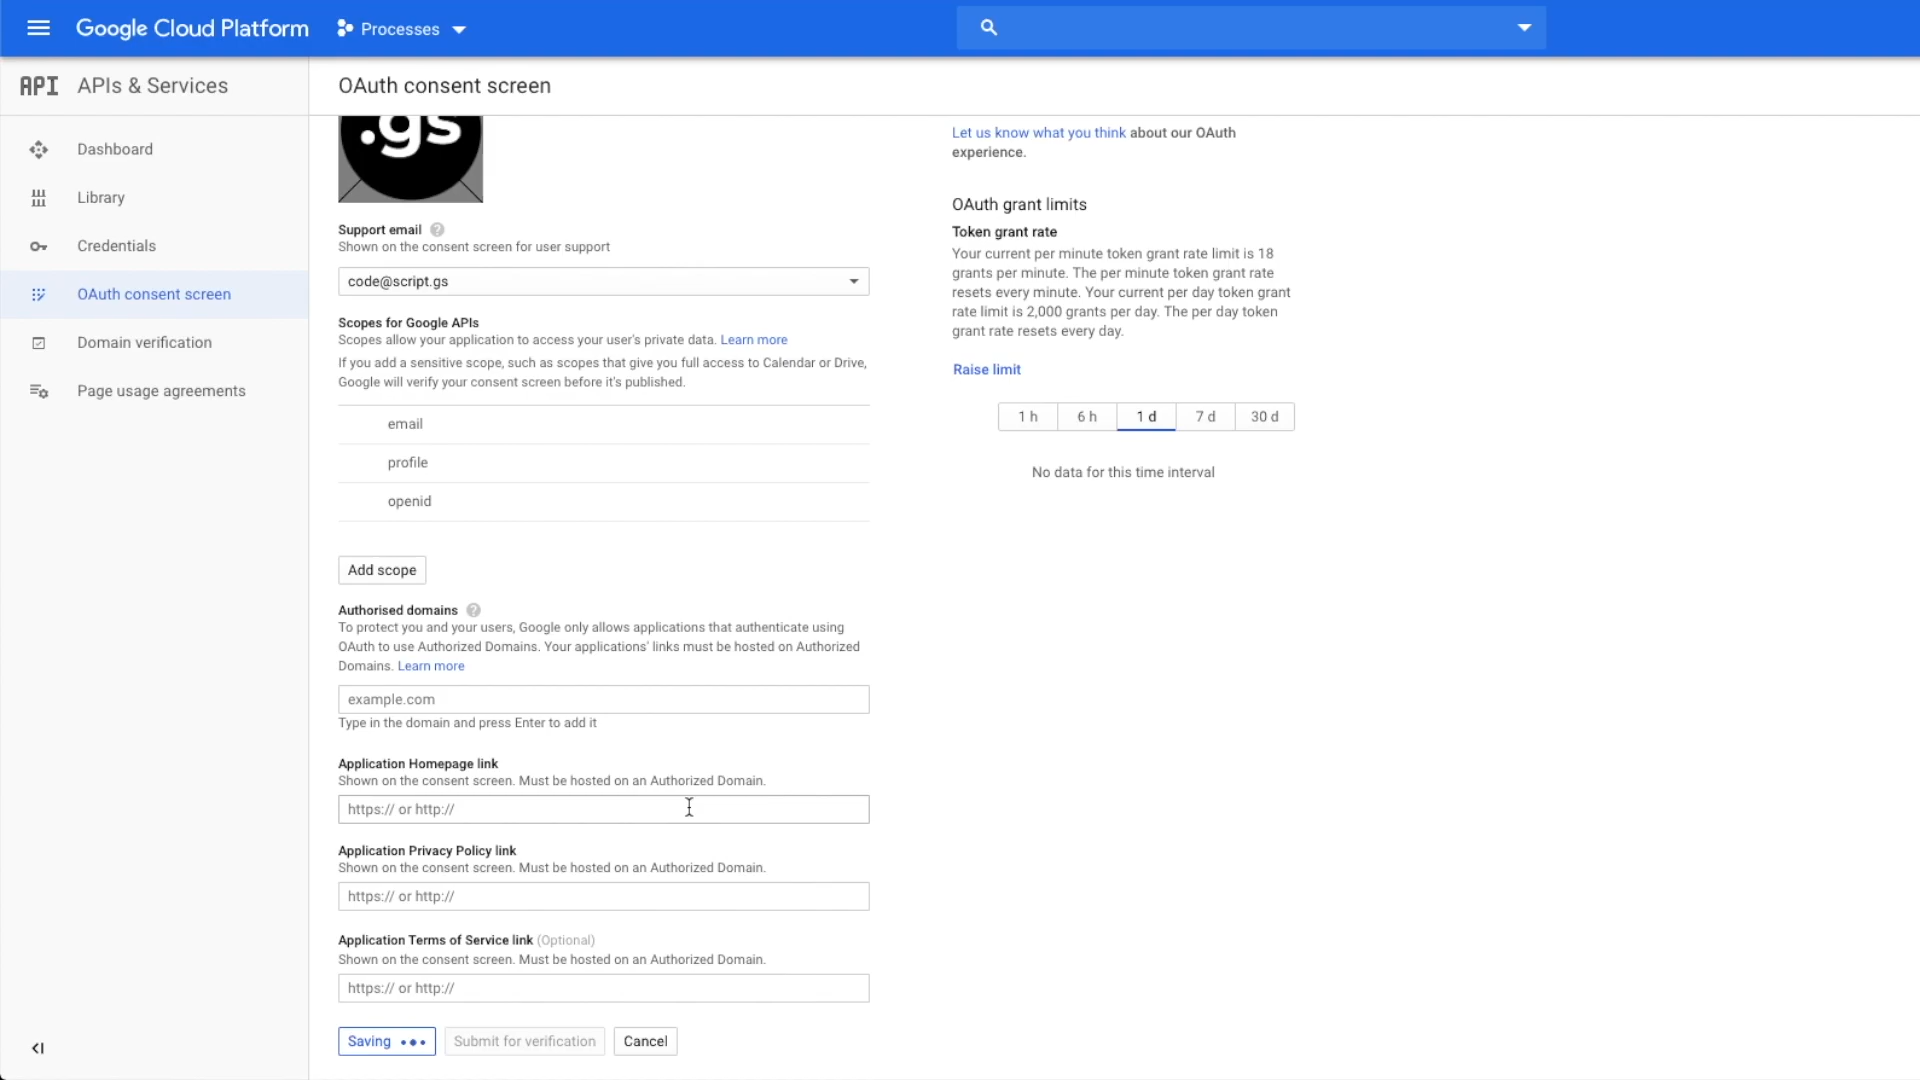 Google Cloud Platform
Processes
API
APIs & Services
OAuth consent screen
Dashboard
Library
Credentials
OAuth consent screen
Domain verification
Page usage agreements
.gs
Support email
Shown on the consent screen for user support
code@script.gs
Scopes for Google APIs
Scopes allow your application to access your user's private data. Learn more
If you add a sensitive scope, such as scopes that give you full access to Calendar or Drive,
Google will verify your consent screen before it's published.
email
profile
openid
Add scope
Authorised domains
To protect you and your users, Google only allows applications that authenticate using
OAuth to use Authorized Domains. Your applications' links must be hosted on Authorized
Domains. Learn more
example.com
Type in the domain and press Enter to add it
Application Homepage link
Shown on the consent screen. Must be hosted on an Authorized Domain.
https:// or http://
Application Privacy Policy link
Shown on the consent screen. Must be hosted on an Authorized Domain.
https:// or http://
Application Terms of Service link (Optional)
Shown on the consent screen. Must be hosted on an Authorized Domain.
https:// or http://
Saving
Submit for verification
Cancel
Let us know what you think about our OAuth
experience.
OAuth grant limits
Token grant rate
Your current per minute token grant rate limit is 18
grants per minute. The per minute token grant rate
resets every minute. Your current per day token grant
rate limit is 2,000 grants per day. The per day token
grant rate resets every day.
Raise limit
1 h 6 h 1 d 7 d 30 d
No data for this time interval